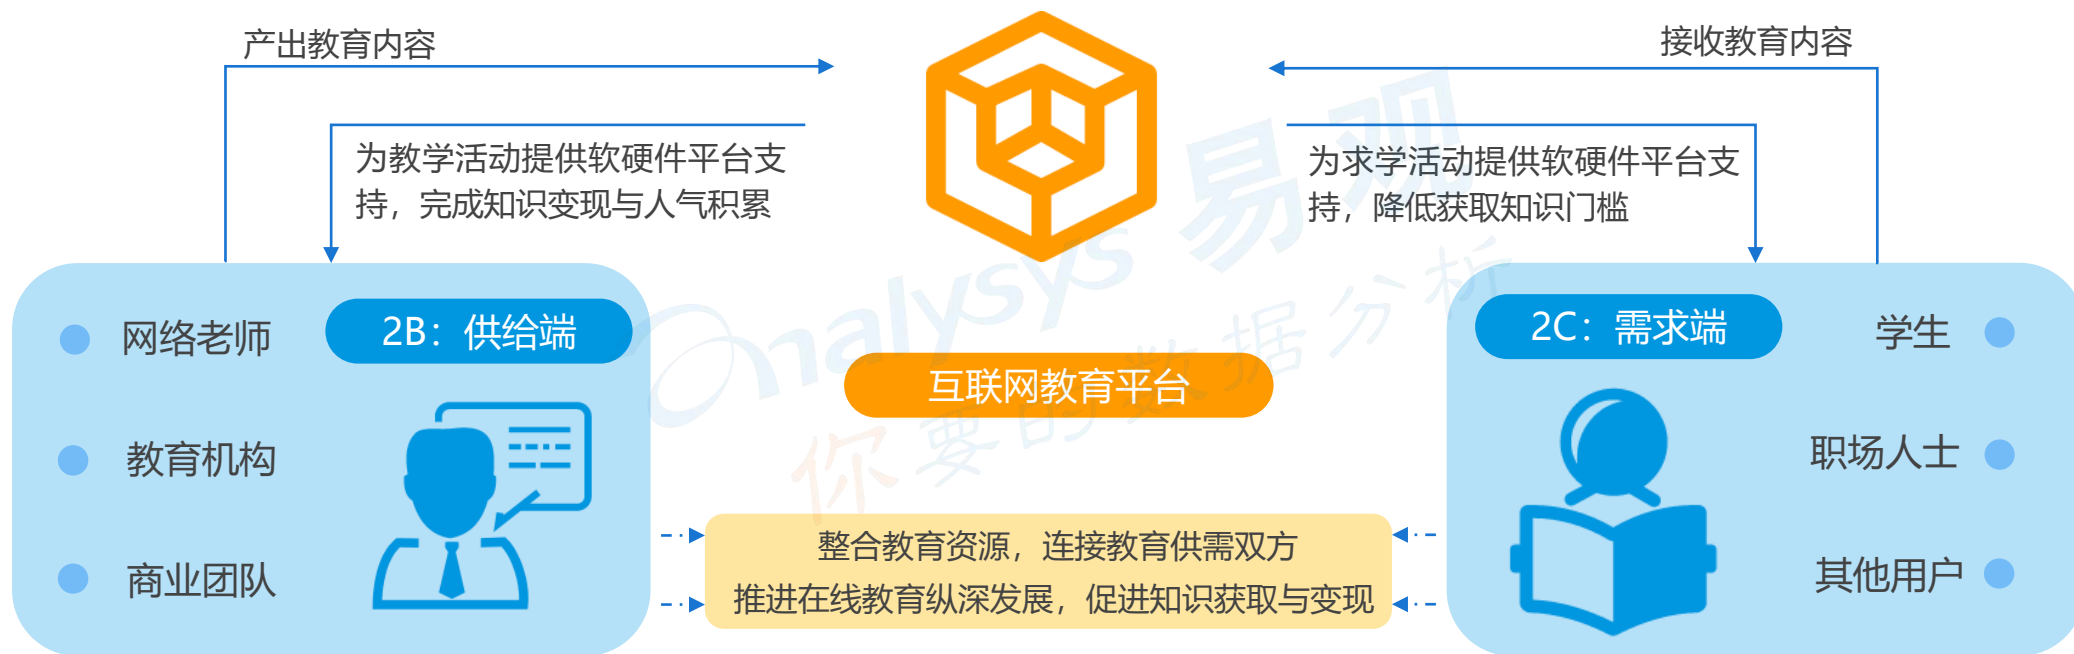 产出教育内容
接收教育内容
为教学活动提供软硬件平台支
持，完成知识变现与人气积累
为求学活动提供软硬件平台支
持，降低获取知识门槛
2B：供给端
网络老师
教育机构
商业团队
互联网教育平台
2C：需求端
学生
职场人士
其他用户
整合教育资源，连接教育供需双方
推进在线教育纵深发展，促进知识获取与变现
analysys 易观
你要的数据分析